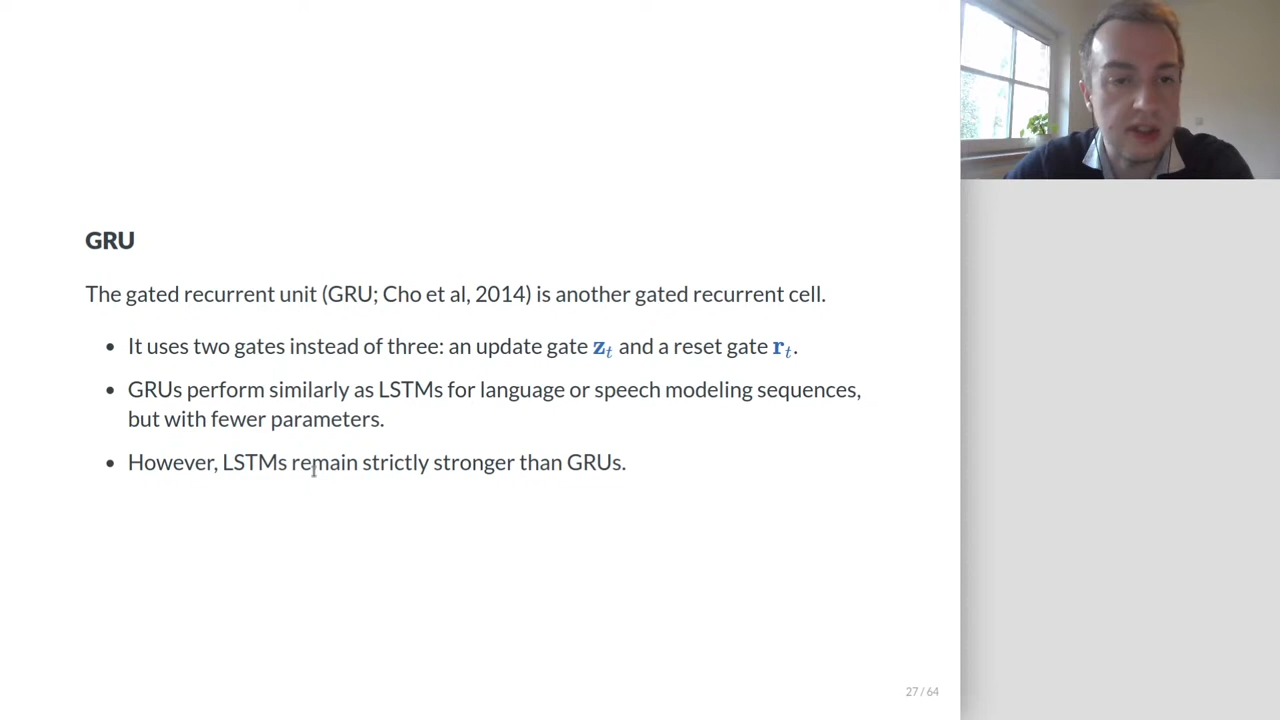 GRU
The gated recurrent unit (GRU; Cho et al, 2014) is another gated recurrent cell.
• It uses two gates instead of three: an update gate zₜ and a reset gate rₜ.
• GRUs perform similarly as LSTMs for language or speech modeling sequences,
but with fewer parameters.
• However, LSTMs remain strictly stronger than GRUs.
27 / 64